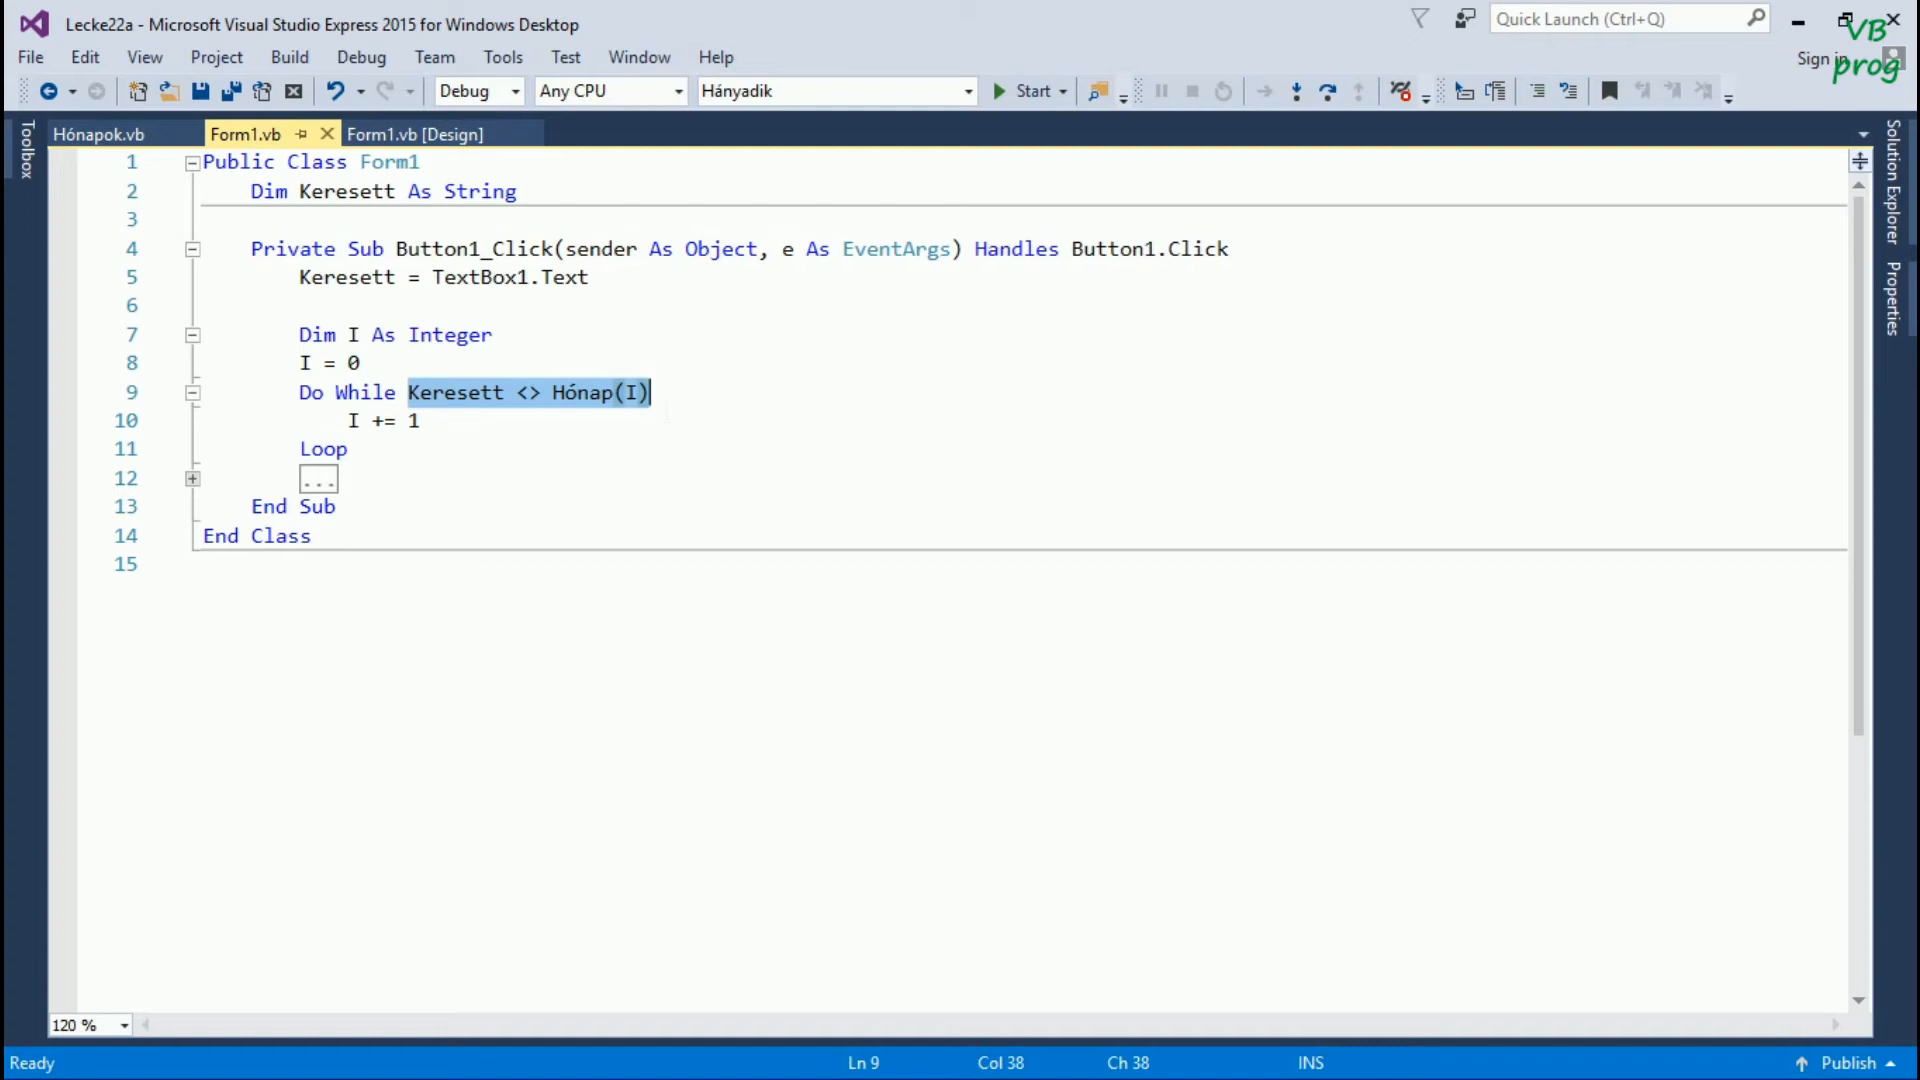 Lecke22a - Microsoft Visual Studio Express 2015 for Windows Desktop
Quick Launch (Ctrl+Q)
VB
prog
File Edit View Project Build Debug Team Tools Test Window Help
Sign in
Debug Any CPU Hányadik Start
Toolbox
Hónapok.vb Form1.vb Form1.vb [Design]
Solution Explorer
Properties
1 Public Class Form1
2 Dim Keresett As String
3
4 Private Sub Button1_Click(sender As Object, e As EventArgs) Handles Button1.Click
5 Keresett = TextBox1.Text
6
7 Dim I As Integer
8 I = 0
9 Do While Keresett <> Hónap(I)
10 I += 1
11 Loop
12 ...
13 End Sub
14 End Class
15
120 %
Ready Ln 9 Col 38 Ch 38 INS Publish